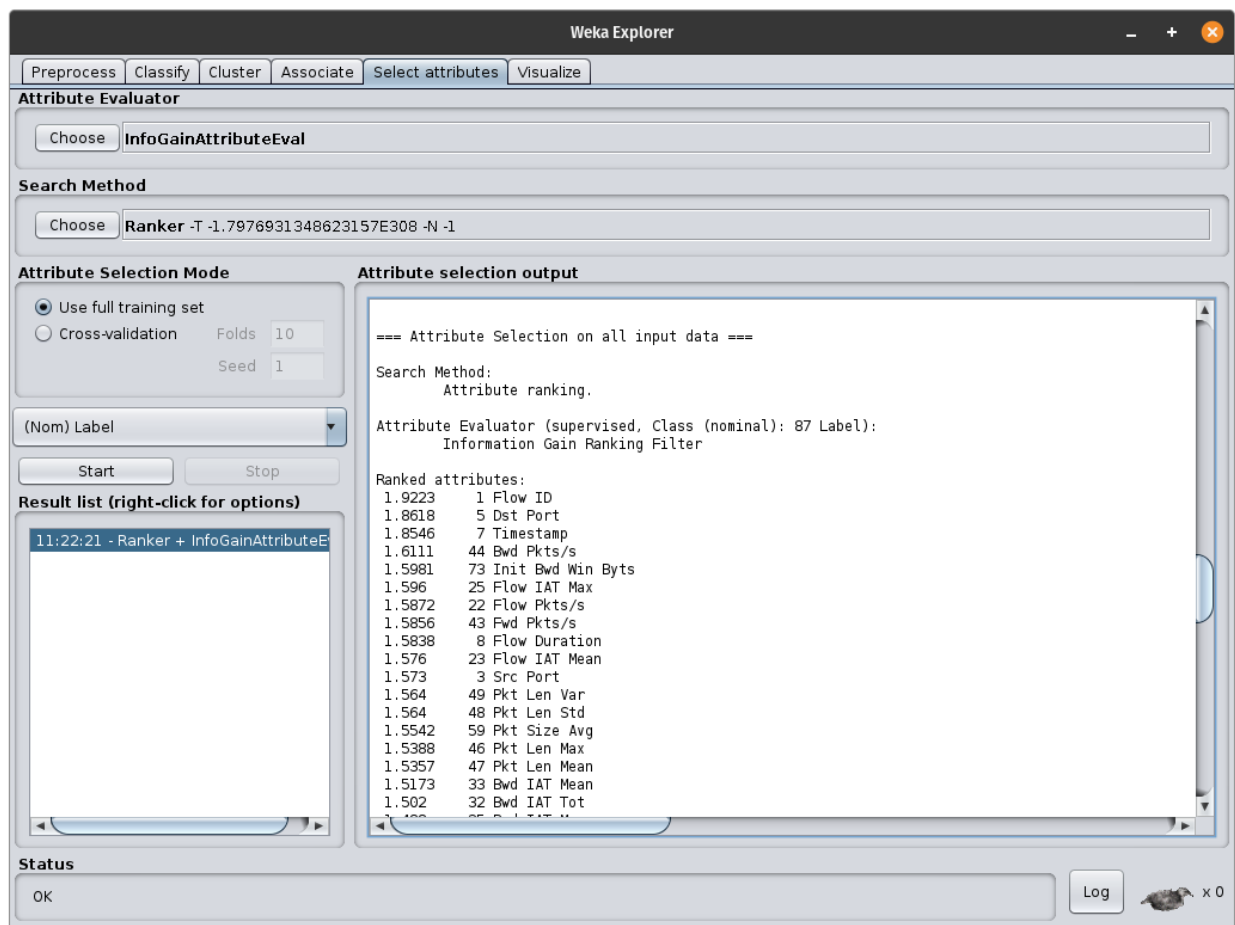 Weka Explorer
Preprocess Classify Cluster Associate Select attributes Visualize
Attribute Evaluator
Choose InfoGainAttributeEval
Search Method
Choose Ranker -T -1.7976931348623157E308 -N -1
Attribute Selection Mode
Use full training set
Cross-validation Folds 10
Seed 1
(Nom) Label
Start Stop
Result list (right-click for options)
11:22:21 - Ranker + InfoGainAttributeE
Attribute selection output
=== Attribute Selection on all input data ===
Search Method:
Attribute ranking.
Attribute Evaluator (supervised, Class (nominal): 87 Label):
Information Gain Ranking Filter
Ranked attributes:
1.9223 1 Flow ID
1.8618 5 Dst Port
1.8546 7 Timestamp
1.6111 44 Bwd Pkts/s
1.5981 73 Init Bwd Win Byts
1.596 25 Flow IAT Max
1.5872 22 Flow Pkts/s
1.5856 43 Fwd Pkts/s
1.5838 8 Flow Duration
1.576 23 Flow IAT Mean
1.573 3 Src Port
1.564 49 Pkt Len Var
1.564 48 Pkt Len Std
1.5542 59 Pkt Size Avg
1.5388 46 Pkt Len Max
1.5357 47 Pkt Len Mean
1.5173 33 Bwd IAT Mean
1.502 32 Bwd IAT Tot
Status
OK
Log x 0